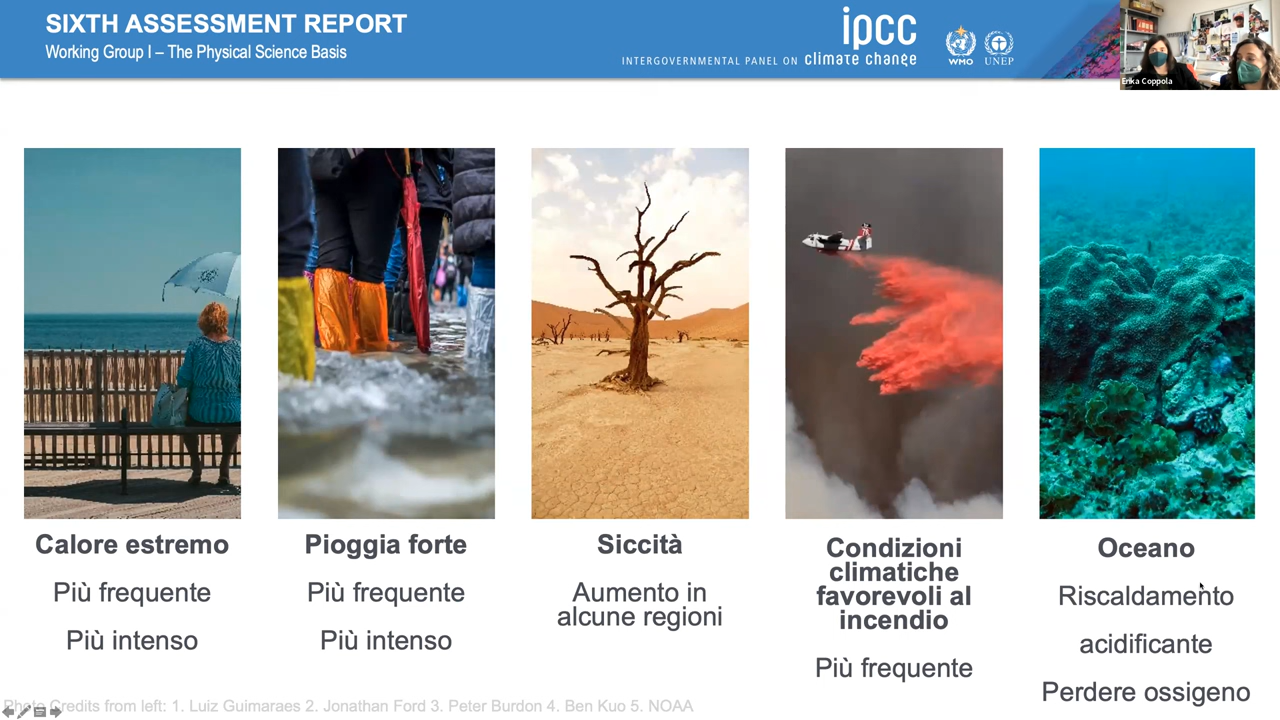 SIXTH ASSESSMENT REPORT
Working Group I – The Physical Science Basis
INTERGOVERNMENTAL PANEL ON climate change
ipcc
WMO
UNEP
Erika Coppola
Calore estremo
Più frequente
Più intenso
Pioggia forte
Più frequente
Più intenso
Siccità
Aumento in
alcune regioni
Condizioni
climatiche
favorevoli al
incendio
Più frequente
Oceano
Riscaldamento
acidificante
Perdere ossigeno
Photo Credits from left: 1. Luiz Guimaraes 2. Jonathan Ford 3. Peter Burdon 4. Ben Kuo 5. NOAA